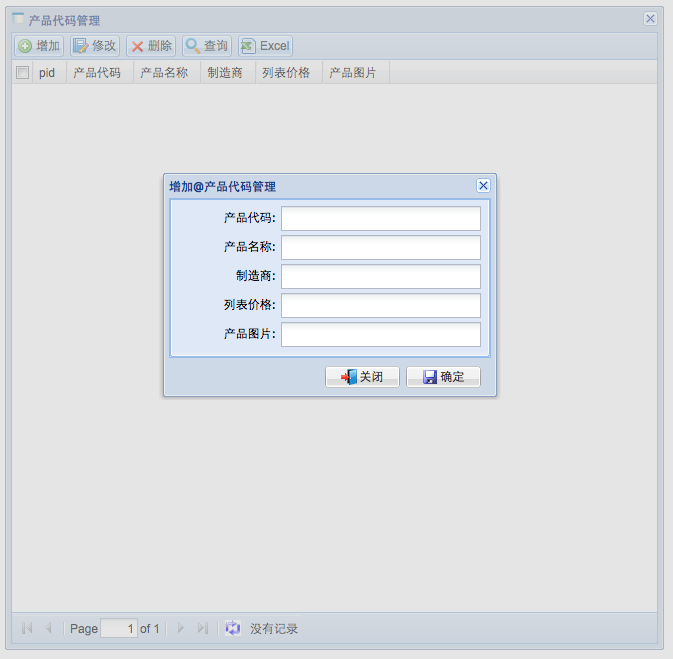 产品代码管理
增加 修改 删除 查询 Excel
pid 产品代码 产品名称 制造商 列表价格 产品图片
增加@产品代码管理
产品代码:
产品名称:
制造商:
列表价格:
产品图片:
关闭 确定
Page 1 of 1 没有记录